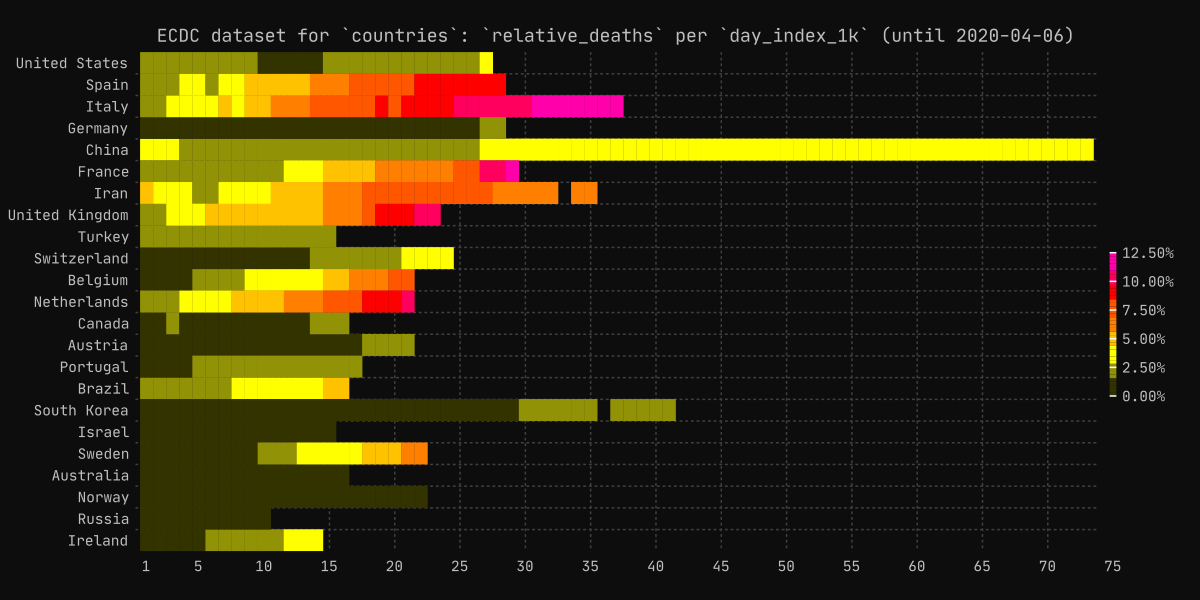 ECDC dataset for `countries`: `relative_deaths` per `day_index_1k` (until 2020-04-06)
United States
Spain
Italy
Germany
China
France
Iran
United Kingdom
Turkey
Switzerland
Belgium
Netherlands
Canada
Austria
Portugal
Brazil
South Korea
Israel
Sweden
Australia
Norway
Russia
Ireland
1 5 10 15 20 25 30 35 40 45 50 55 60 65 70 75
12.50%
10.00%
7.50%
5.00%
2.50%
0.00%